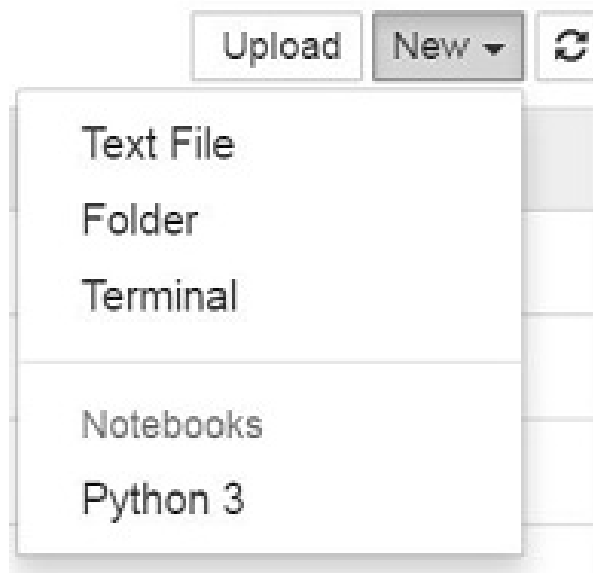 Upload New
Text File
Folder
Terminal
Notebooks
Python 3